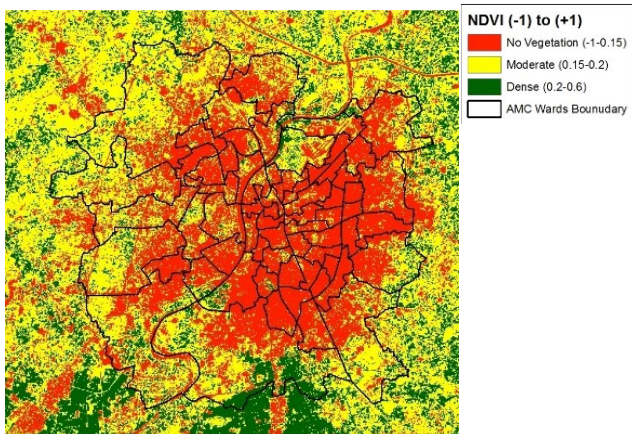 NDVI (-1) to (+1)
No Vegetation (-1-0.15)
Moderate (0.15-0.2)
Dense (0.2-0.6)
AMC Wards Bounudary